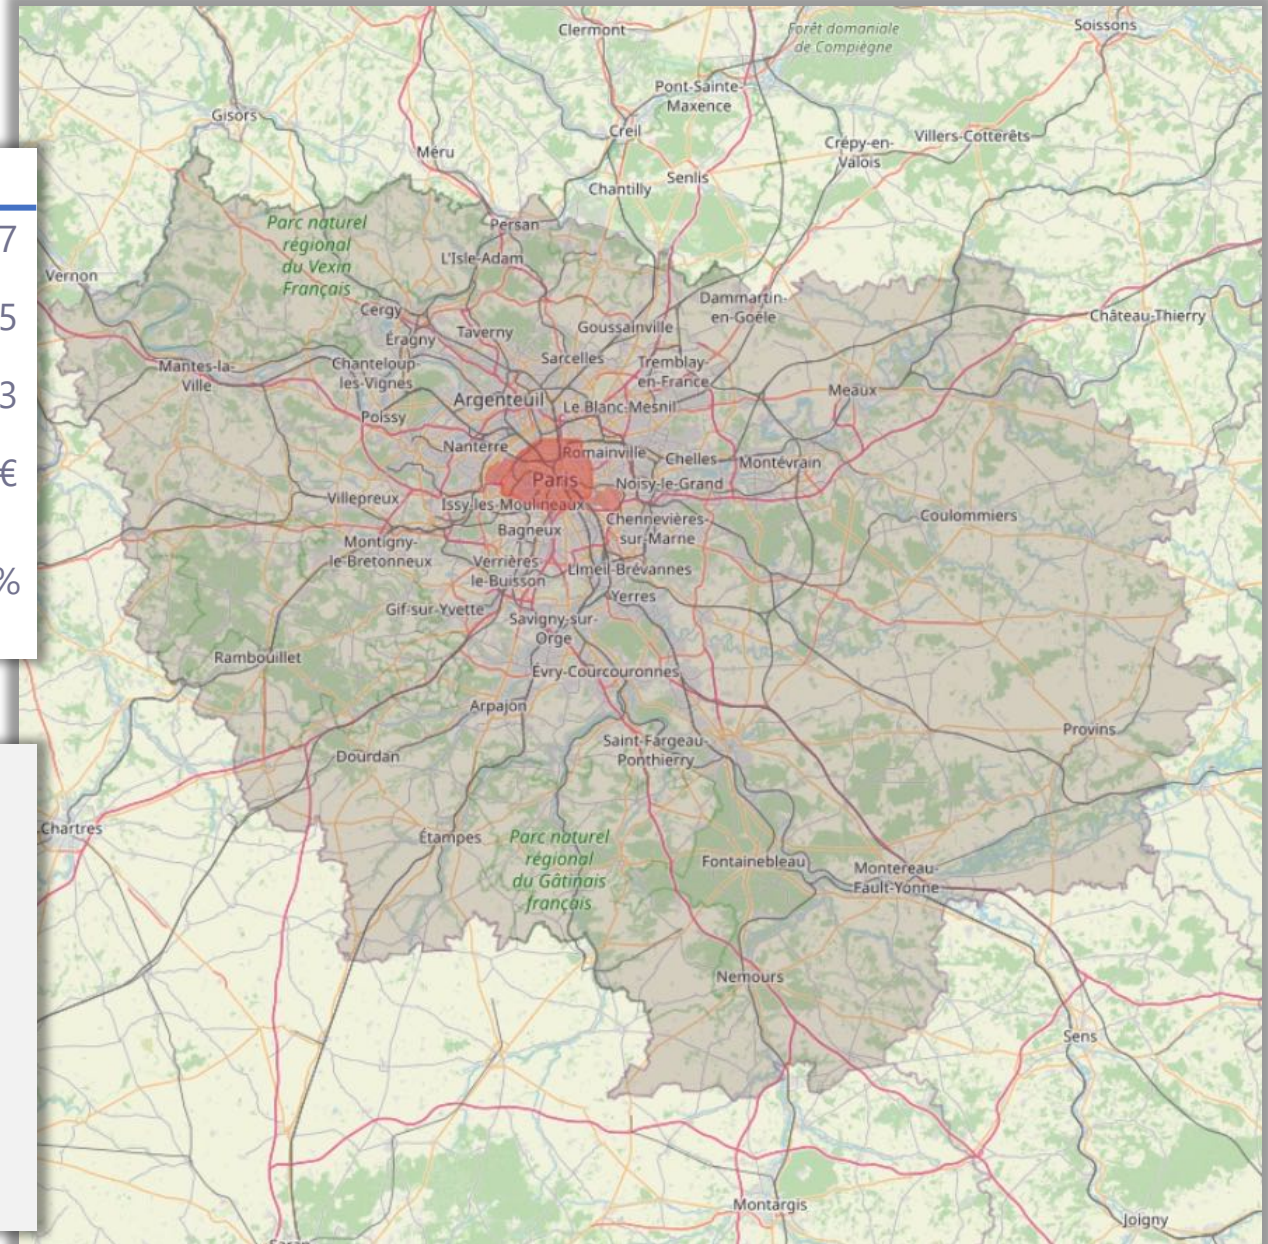 Clermont
Forêt domaniale
de Compiègne
Soissons
Pont-Sainte-
Maxence
Gisors
Creil
Villers-Cotterêts
Crépy-en-
Valois
Méru
Senlis
Chantilly
Persan
Parc naturel
régional
du Vexin
Français
7
L'Isle-Adam
Vernon
Dammartin-
en-Goële
Cergy
5
Château-Thierry
Éragny
Taverny
Goussainville
Sarcelles
Mantes-la-
Ville
Chanteloup-
les-Vignes
Tremblay-
en-France
Meaux
3
Argenteuil
Le Blanc-Mesnil
Poissy
Nanterre
Romainville
Chelles
Montévrain
€
Paris
Noisy-le-Grand
Villepreux
Issy-les-Moulineaux
Coulommiers
Chennevières-
sur-Marne
Bagneux
Montigny-
le-Bretonneux
Verrières-
le-Buisson
Limeil-Brévannes
%
Yerres
Gif-sur-Yvette
Savigny-sur-
Orge
Rambouillet
Évry-Courcouronnes
Arpajon
Provins
Saint-Fargeau-
Ponthierry
Dourdan
Chartres
Étampes
Parc naturel
régional
du Gâtinais
français
Fontainebleau
Montereau-
Fault-Yonne
Nemours
Sens
Montargis
Joigny